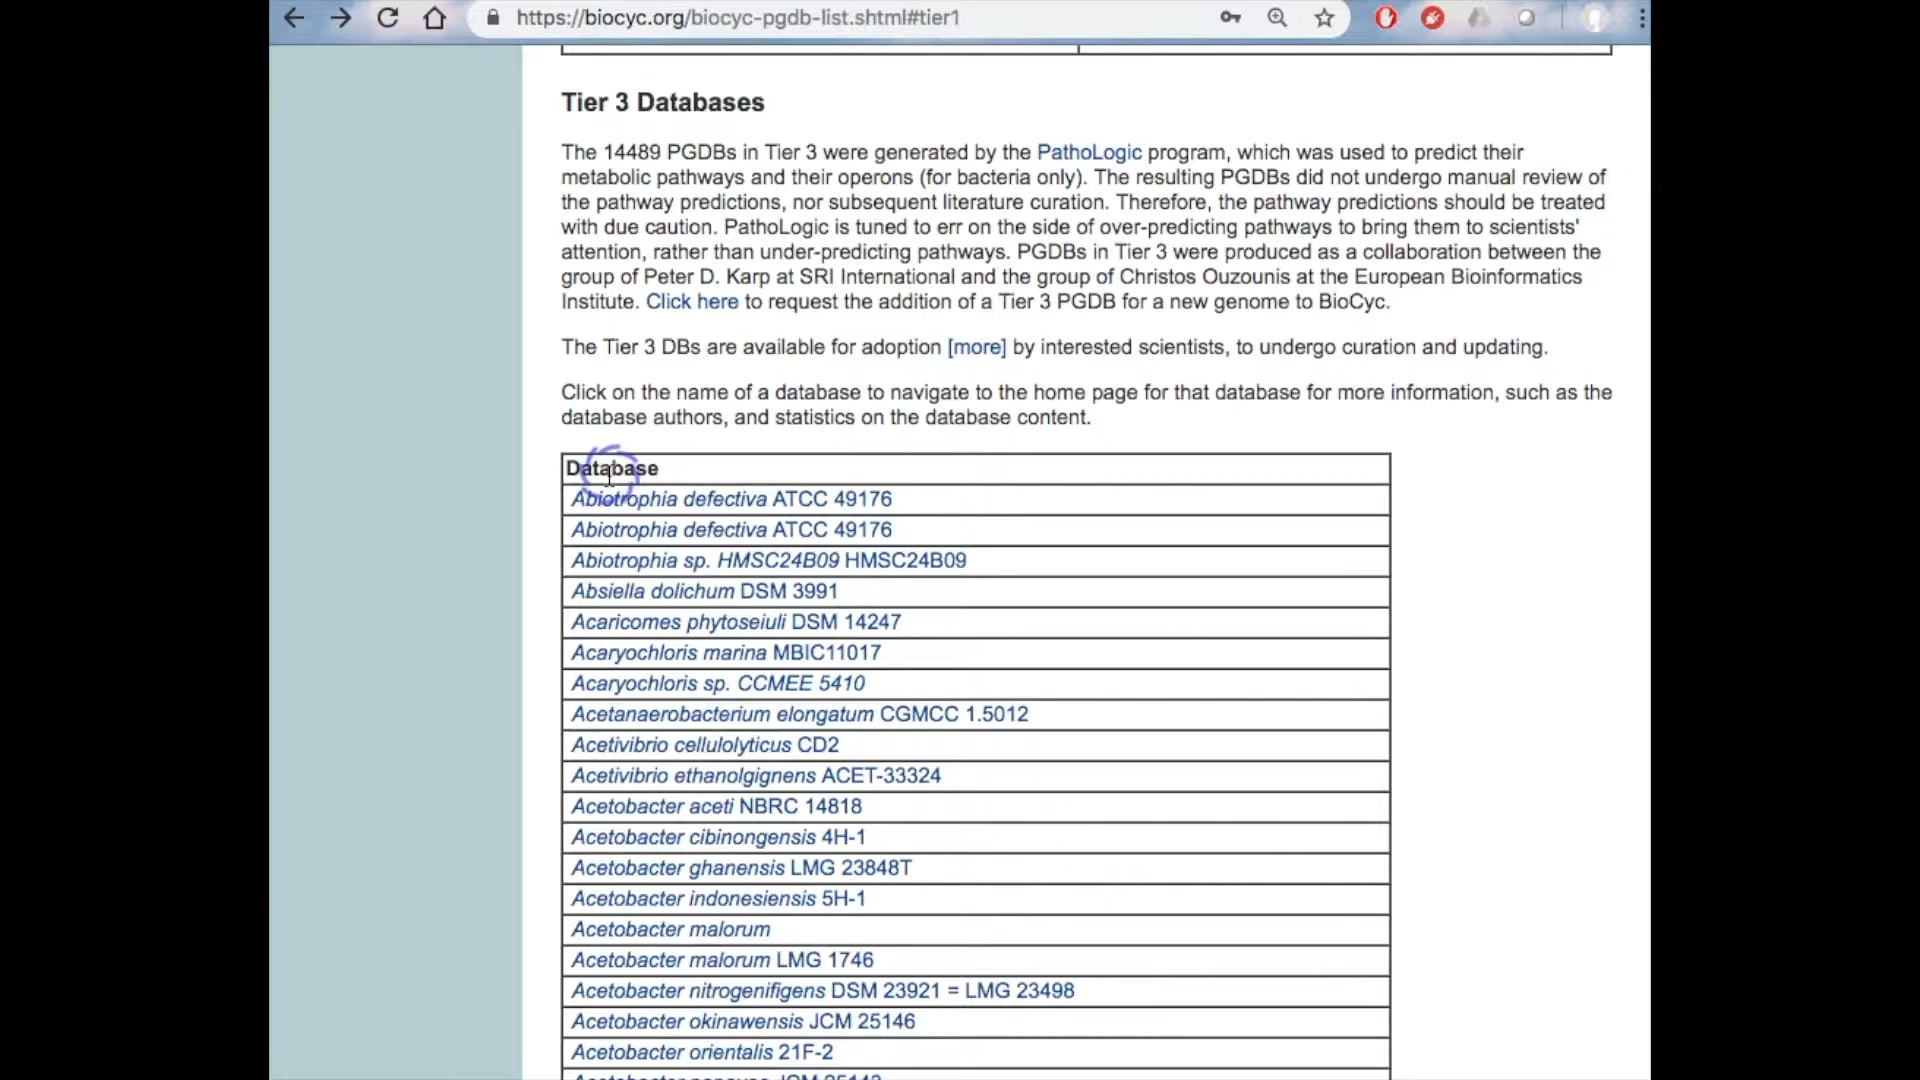 https://biocyc.org/biocyc-pgdb-list.shtml#tier1
Tier 3 Databases
The 14489 PGDBs in Tier 3 were generated by the PathoLogic program, which was used to predict their
metabolic pathways and their operons (for bacteria only). The resulting PGDBs did not undergo manual review of
the pathway predictions, nor subsequent literature curation. Therefore, the pathway predictions should be treated
with due caution. PathoLogic is tuned to err on the side of over-predicting pathways to bring them to scientists'
attention, rather than under-predicting pathways. PGDBs in Tier 3 were produced as a collaboration between the
group of Peter D. Karp at SRI International and the group of Christos Ouzounis at the European Bioinformatics
Institute. Click here to request the addition of a Tier 3 PGDB for a new genome to BioCyc.
The Tier 3 DBs are available for adoption [more] by interested scientists, to undergo curation and updating.
Click on the name of a database to navigate to the home page for that database for more information, such as the
database authors, and statistics on the database content.
Database
Abiotrophia defectiva ATCC 49176
Abiotrophia defectiva ATCC 49176
Abiotrophia sp. HMSC24B09 HMSC24B09
Absiella dolichum DSM 3991
Acaricomes phytoseiuli DSM 14247
Acaryochloris marina MBIC11017
Acaryochloris sp. CCMEE 5410
Acetanaerobacterium elongatum CGMCC 1.5012
Acetivibrio cellulolyticus CD2
Acetivibrio ethanolgignens ACET-33324
Acetobacter aceti NBRC 14818
Acetobacter cibinongensis 4H-1
Acetobacter ghanensis LMG 23848T
Acetobacter indonesiensis 5H-1
Acetobacter malorum
Acetobacter malorum LMG 1746
Acetobacter nitrogenifigens DSM 23921 = LMG 23498
Acetobacter okinawensis JCM 25146
Acetobacter orientalis 21F-2